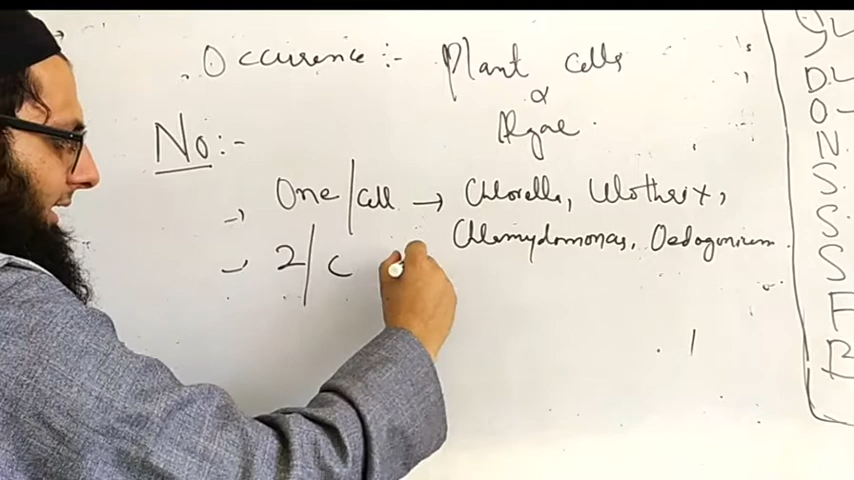 Occurence :- Plant cells
&
Algae.
No:-
One/Cell → Chlorella, Ulothrix,
Chlamydomonas, Oedogonium.
2/C
D.
O-
N.
S
S.
S
F